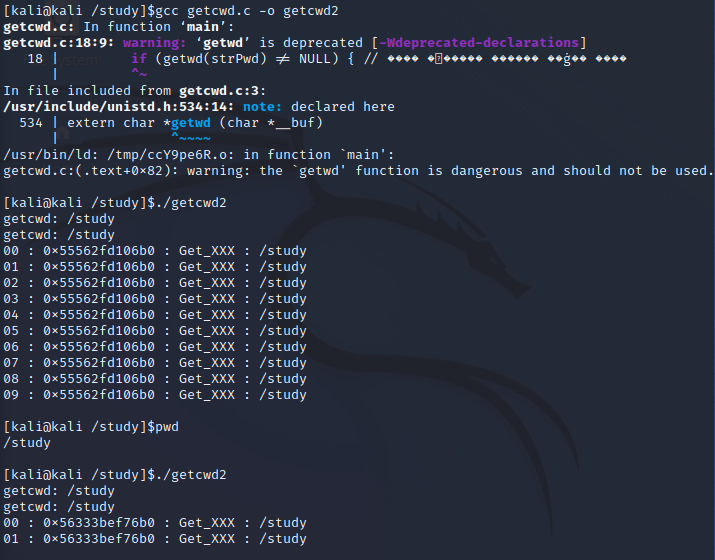 [kali@kali /study]$gcc getcwd.c -o getcwd2
getcwd.c: In function ‘main’:
getcwd.c:18:9: warning: ‘getwd’ is deprecated [-Wdeprecated-declarations]
18 | if (getwd(strPwd) ≠ NULL) { // ���� �������� ������ ��ġ�� ����
| ^~
In file included from getcwd.c:3:
/usr/include/unistd.h:534:14: note: declared here
534 | extern char *getwd (char *__buf)
| ^~~~~
/usr/bin/ld: /tmp/ccY9pe6R.o: in function `main':
getcwd.c:(.text+0×82): warning: the `getwd' function is dangerous and should not be used.
[kali@kali /study]$./getcwd2
getcwd: /study
getcwd: /study
00 : 0×55562fd106b0 : Get_XXX : /study
01 : 0×55562fd106b0 : Get_XXX : /study
02 : 0×55562fd106b0 : Get_XXX : /study
03 : 0×55562fd106b0 : Get_XXX : /study
04 : 0×55562fd106b0 : Get_XXX : /study
05 : 0×55562fd106b0 : Get_XXX : /study
06 : 0×55562fd106b0 : Get_XXX : /study
07 : 0×55562fd106b0 : Get_XXX : /study
08 : 0×55562fd106b0 : Get_XXX : /study
09 : 0×55562fd106b0 : Get_XXX : /study
[kali@kali /study]$pwd
/study
[kali@kali /study]$./getcwd2
getcwd: /study
getcwd: /study
00 : 0×56333bef76b0 : Get_XXX : /study
01 : 0×56333bef76b0 : Get_XXX : /study